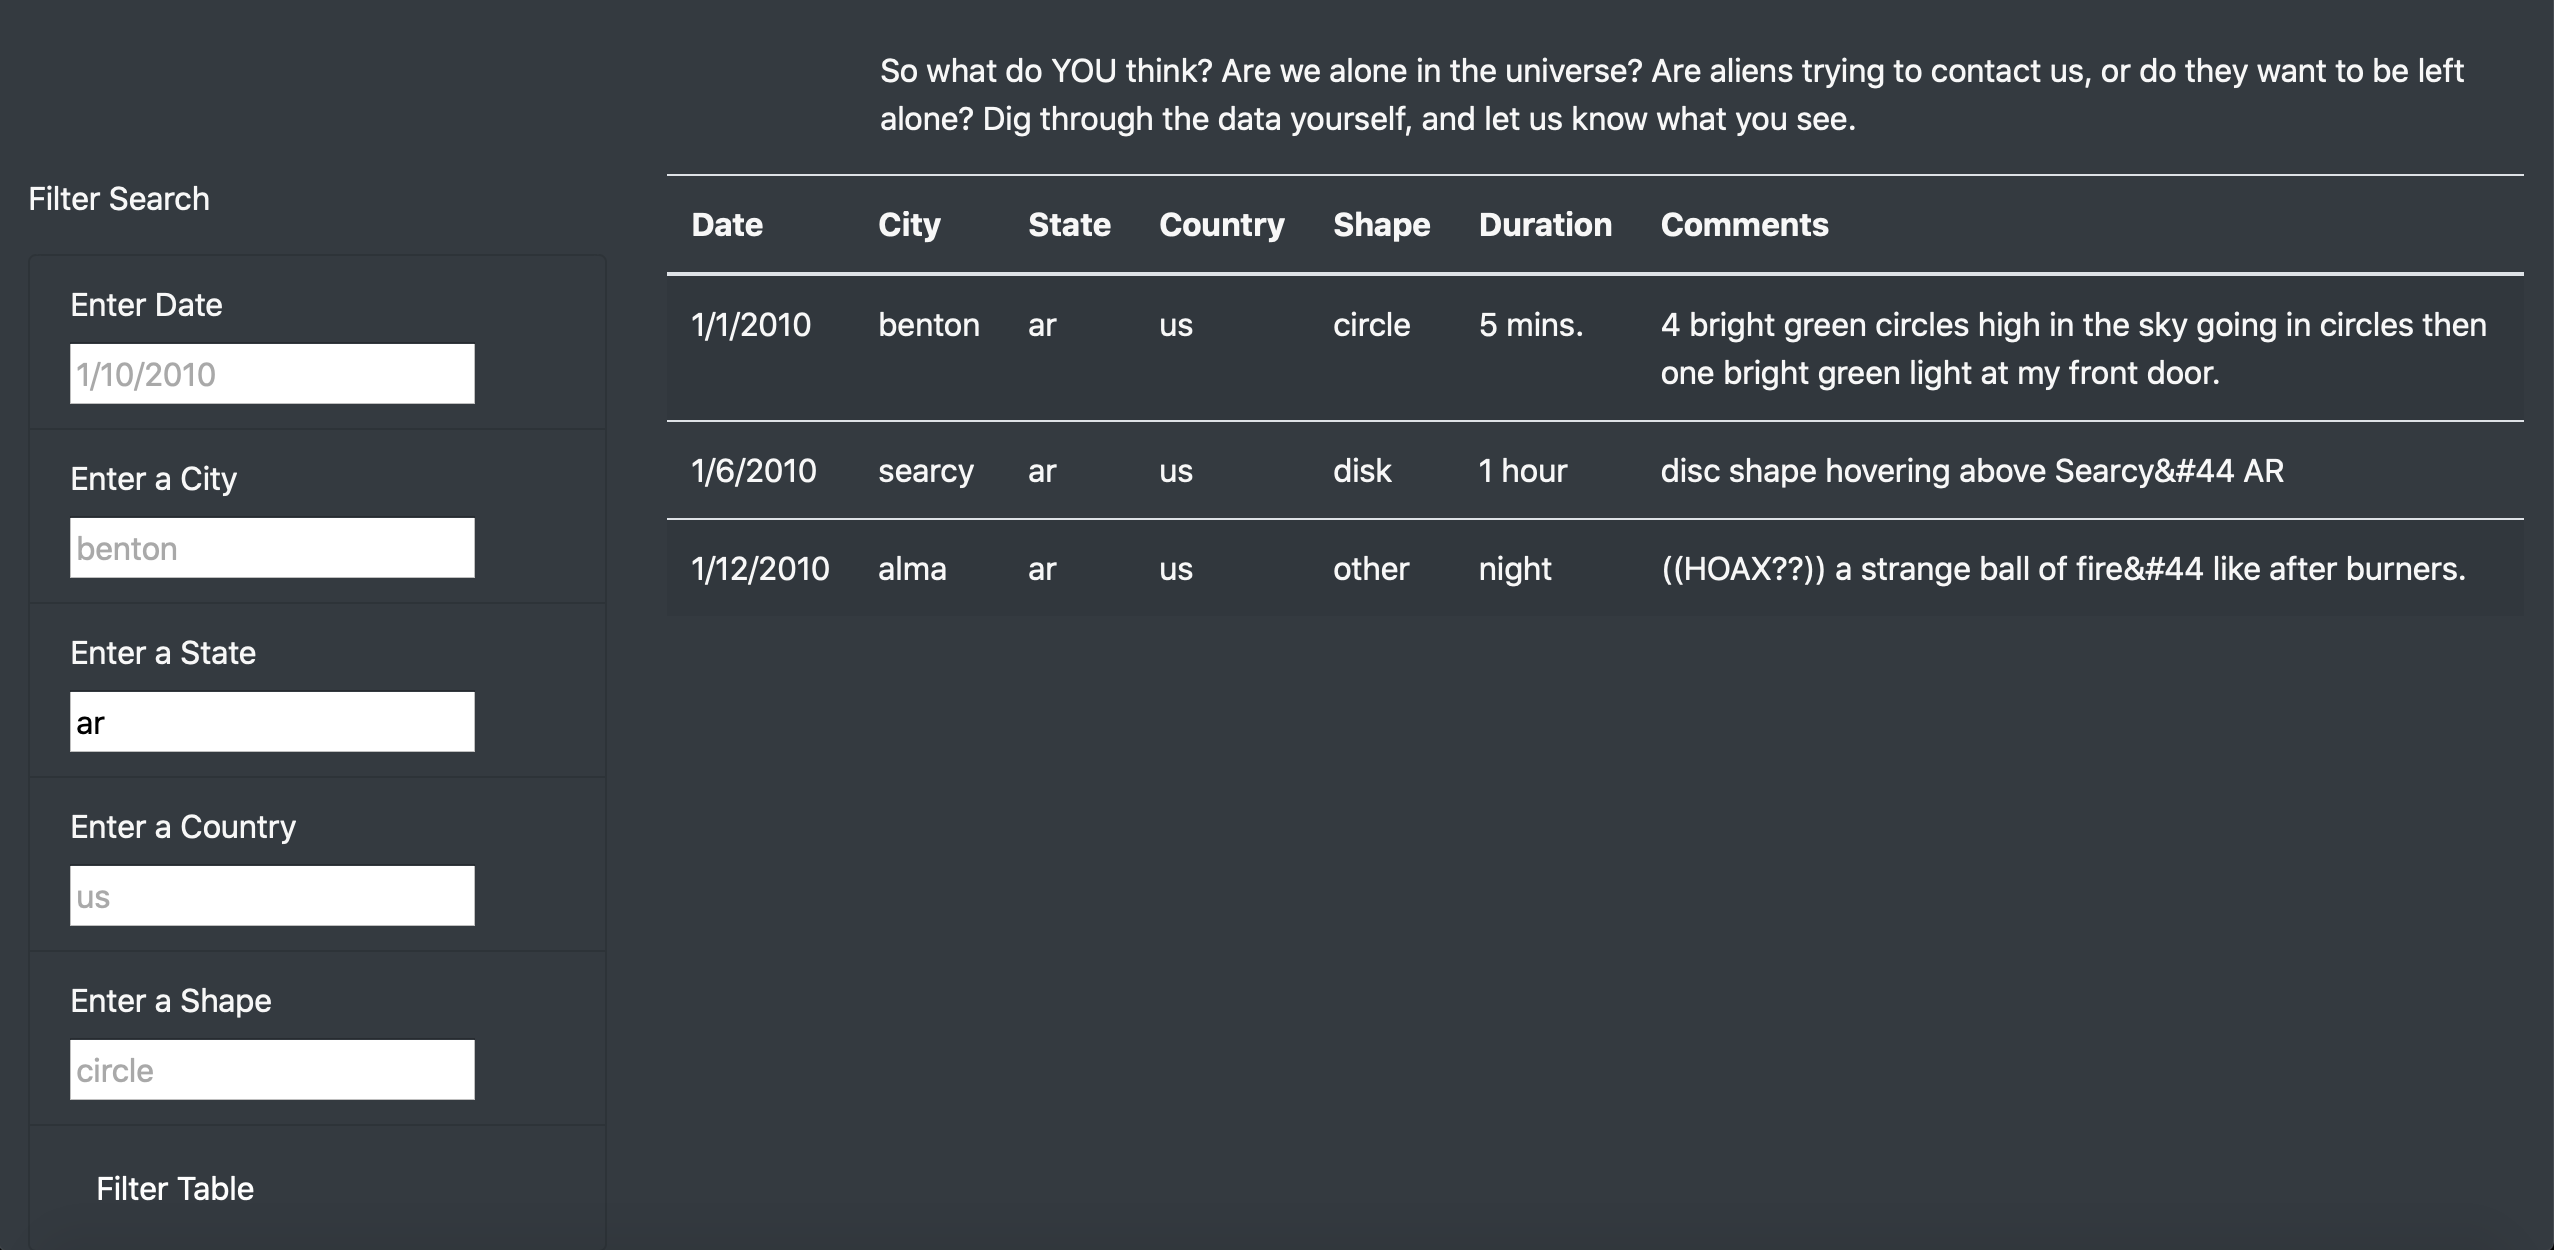 So what do YOU think? Are we alone in the universe? Are aliens trying to contact us, or do they want to be left
alone? Dig through the data yourself, and let us know what you see.
Filter Search
Enter Date
1/10/2010
Enter a City
benton
Enter a State
ar
Enter a Country
us
Enter a Shape
circle
Filter Table
Date City State Country Shape Duration Comments
1/1/2010 benton ar us circle 5 mins. 4 bright green circles high in the sky going in circles then
one bright green light at my front door.
1/6/2010 searcy ar us disk 1 hour disc shape hovering above Searcy&#44 AR
1/12/2010 alma ar us other night ((HOAX??)) a strange ball of fire&#44 like after burners.